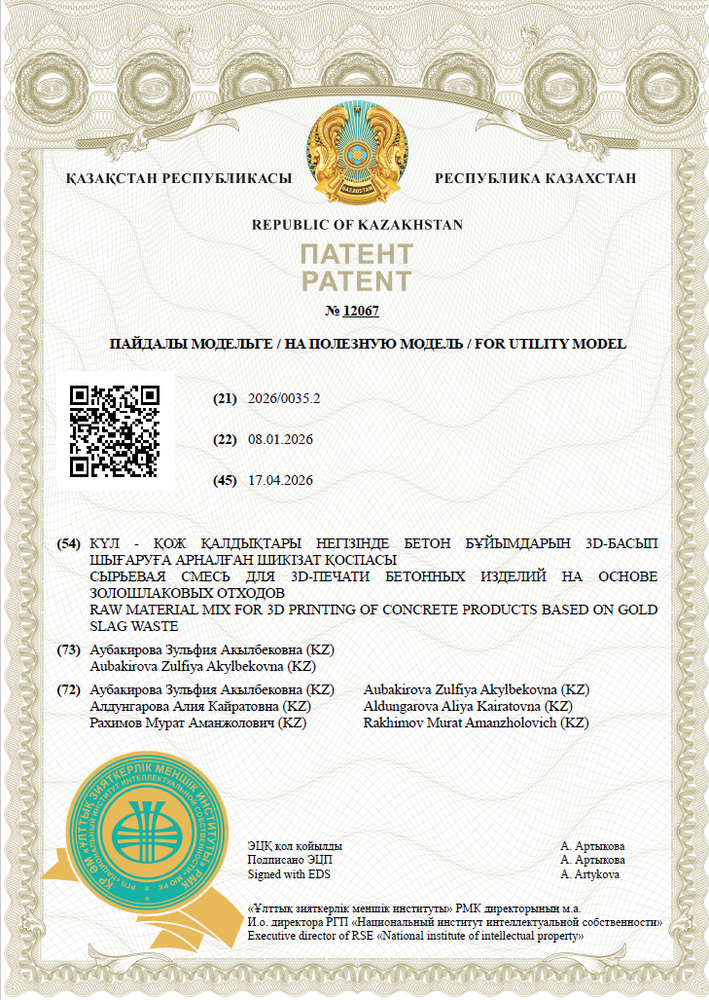 QAZAQSTAN
ҚАЗАҚСТАН РЕСПУБЛИКАСЫ
РЕСПУБЛИКА КАЗАХСТАН
REPUBLIC OF KAZAKHSTAN
ПАТЕНТ
PATENT
№ 12067
ПАЙДАЛЫ МОДЕЛЬГЕ / НА ПОЛЕЗНУЮ МОДЕЛЬ / FOR UTILITY MODEL
(21) 2026/0035.2
(22) 08.01.2026
(45) 17.04.2026
(54) КҮЛ - ҚОЖ ҚАЛДЫҚТАРЫ НЕГІЗІНДЕ БЕТОН БҰЙЫМДАРЫН 3D-БАСЫП
ШЫҒАРУҒА АРНАЛҒАН ШИКІЗАТ ҚОСПАСЫ
СЫРЬЕВАЯ СМЕСЬ ДЛЯ 3D-ПЕЧАТИ БЕТОННЫХ ИЗДЕЛИЙ НА ОСНОВЕ
ЗОЛОШЛАКОВЫХ ОТХОДОВ
RAW MATERIAL MIX FOR 3D PRINTING OF CONCRETE PRODUCTS BASED ON GOLD
SLAG WASTE
(73) Аубакирова Зульфия Акылбековна (KZ)
Aubakirova Zulfiya Akylbekovna (KZ)
(72) Аубакирова Зульфия Акылбековна (KZ) Aubakirova Zulfiya Akylbekovna (KZ)
Алдунгарова Алия Кайратовна (KZ) Aldungarova Aliya Kairatovna (KZ)
Рахимов Мурат Аманжолович (KZ) Rakhimov Murat Amanzholovich (KZ)
ҚР ӘМ «ҰЛТТЫҚ ЗИЯТКЕРЛІК МЕНШІК ИНСТИТУТЫ» РМК
РГП «НАЦИОНАЛЬНЫЙ ИНСТИТУТ ИНТЕЛЛЕКТУАЛЬНОЙ СОБСТВЕННОСТИ» МЮ РК
ЭЦҚ қол қойылды А. Артыкова
Подписано ЭЦП А. Артыкова
Signed with EDS A. Artykova
«Ұлттық зияткерлік меншік институты» РМК директорының м.а.
И.о. директора РГП «Национальный институт интеллектуальной собственности»
Executive director of RSE «National institute of intellectual property»